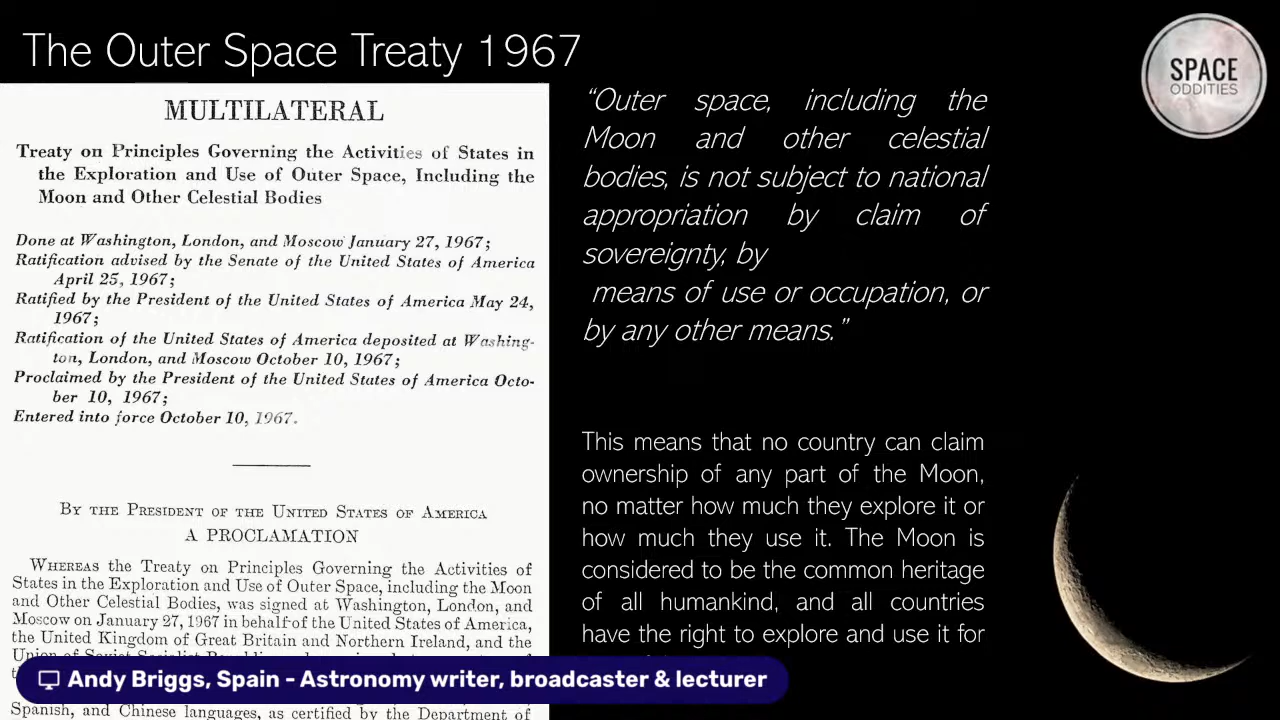 The Outer Space Treaty 1967
SPACE
ODDITIES
MULTILATERAL
Treaty on Principles Governing the Activities of States in
the Exploration and Use of Outer Space, Including the
Moon and Other Celestial Bodies
Done at Washington, London, and Moscow January 27, 1967;
Ratification advised by the Senate of the United States of America
April 25, 1967;
Ratified by the President of the United States of America May 24,
1967;
Ratification of the United States of America deposited at Washing-
ton, London, and Moscow October 10, 1967;
Proclaimed by the President of the United States of America Octo-
ber 10, 1967;
Entered into force October 10, 1967.
BY THE PRESIDENT OF THE UNITED STATES OF AMERICA
A PROCLAMATION
WHEREAS the Treaty on Principles Governing the Activities of
States in the Exploration and Use of Outer Space, including the Moon
and Other Celestial Bodies, was signed at Washington, London, and
Moscow on January 27, 1967 in behalf of the United States of America,
the United Kingdom of Great Britain and Northern Ireland, and the
Union of Soviet Socialist
Spanish, and Chinese languages, as certified by the Department of
“Outer space, including the
Moon and other celestial
bodies, is not subject to national
appropriation by claim of
sovereignty, by
means of use or occupation, or
by any other means.”
This means that no country can claim
ownership of any part of the Moon,
no matter how much they explore it or
how much they use it. The Moon is
considered to be the common heritage
of all humankind, and all countries
have the right to explore and use it for
Andy Briggs, Spain - Astronomy writer, broadcaster & lecturer